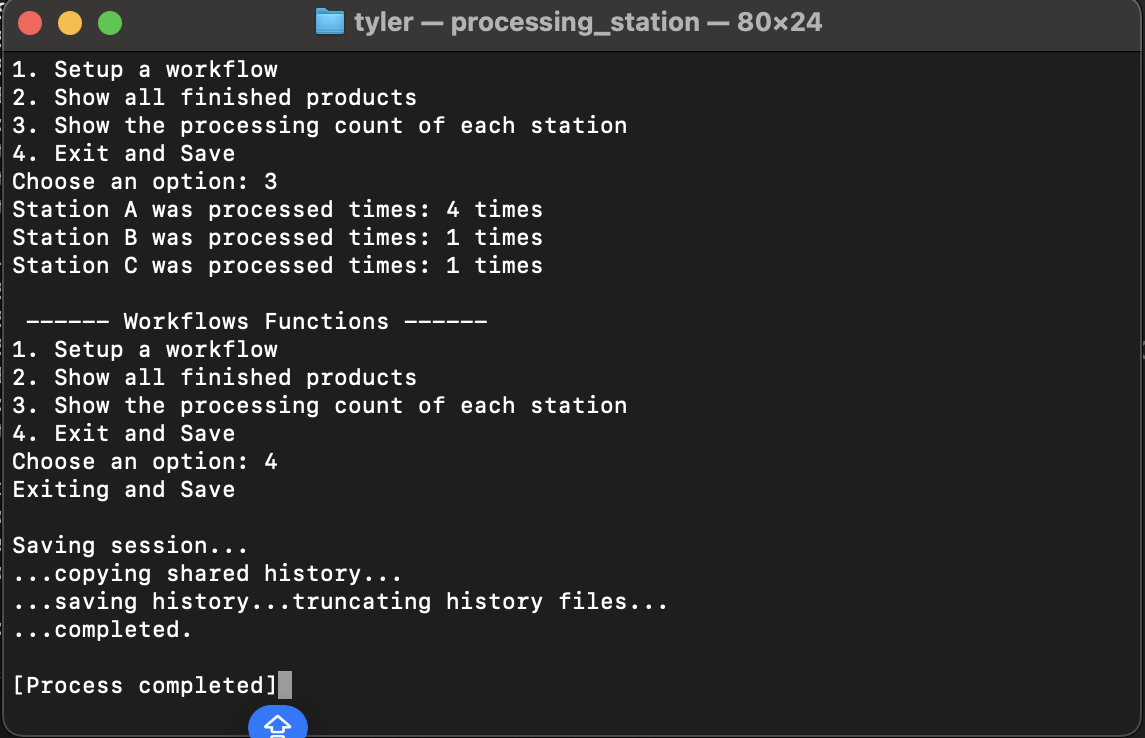 tyler — processing_station — 80×24
1. Setup a workflow
2. Show all finished products
3. Show the processing count of each station
4. Exit and Save
Choose an option: 3
Station A was processed times: 4 times
Station B was processed times: 1 times
Station C was processed times: 1 times
------ Workflows Functions ------
1. Setup a workflow
2. Show all finished products
3. Show the processing count of each station
4. Exit and Save
Choose an option: 4
Exiting and Save
Saving session...
...copying shared history...
...saving history...truncating history files...
...completed.
[Process completed]